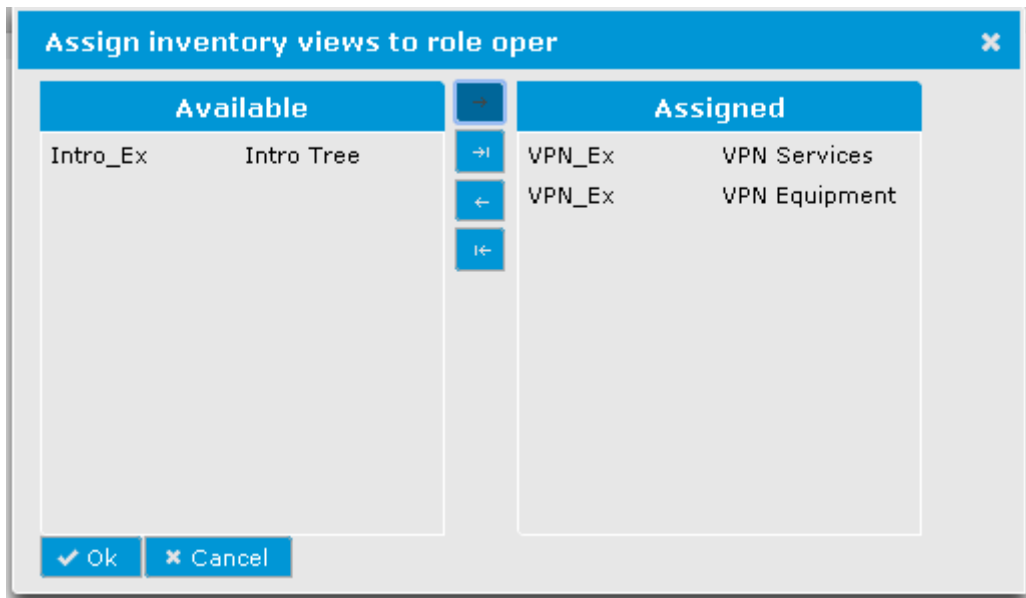 Assign inventory views to role oper
Available
Intro_Ex Intro Tree
Assigned
VPN_Ex VPN Services
VPN_Ex VPN Equipment
Ok
Cancel